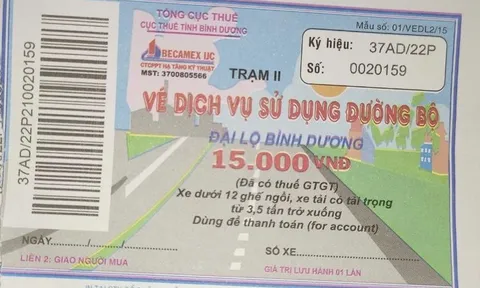 TỔNG CỤC THUẾ
CỤC THUẾ TỈNH BÌNH DƯƠNG
Mẫu số: 01/VEDL2/15
Ký hiệu: 37AD/22P
Số: 0020159
BECAMEX IJC
CTCPPT HẠ TẦNG KỸ THUẬT
MST: 3700805566
TRẠM II
VÉ DỊCH VỤ SỬ DỤNG ĐƯỜNG BỘ
ĐẠI LỘ BÌNH DƯƠNG
15.000 VNĐ
(Đã có thuế GTGT)
Xe dưới 12 ghế ngồi, xe tải có tải trọng
từ 3,5 tấn trở xuống
Dùng để thanh toán (for account)
NGÀY...../...../.....
SỐ XE.....
LIÊN 2: GIAO NGƯỜI MUA
GIÁ TRỊ LƯU HÀNH 01 LẦN
37AD/22P210020159